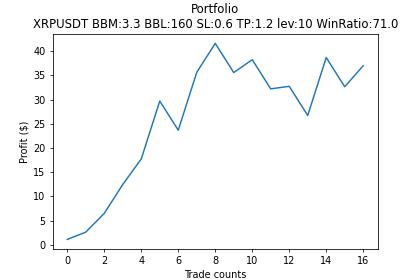 Portfolio
XRPUSDT BBM:3.3 BBL:160 SL:0.6 TP:1.2 lev:10 WinRatio:71.0
40
35
30
25
20
15
10
5
0
Profit ($)
0 2 4 6 8 10 12 14 16
Trade counts